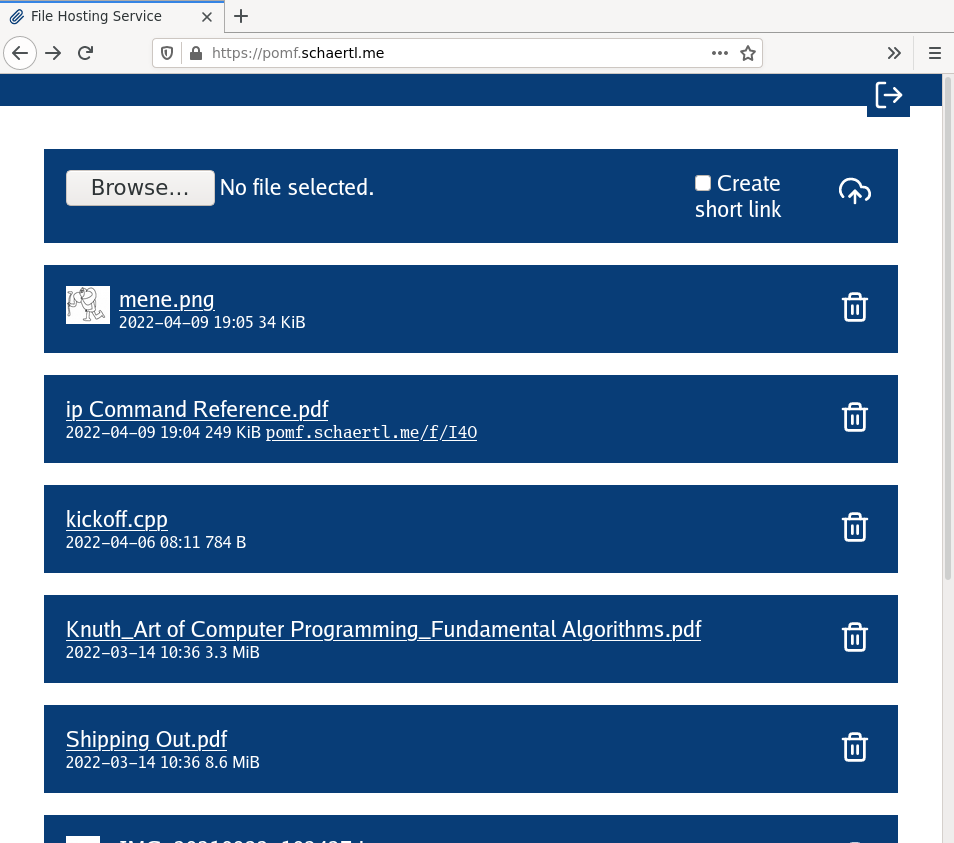 File Hosting Service
https://pomf.schaertl.me
Browse... No file selected.
Create
short link
mene.png
2022-04-09 19:05 34 KiB
ip Command Reference.pdf
2022-04-09 19:04 249 KiB pomf.schaertl.me/f/I4O
kickoff.cpp
2022-04-06 08:11 784 B
Knuth_Art of Computer Programming_Fundamental Algorithms.pdf
2022-03-14 10:36 3.3 MiB
Shipping Out.pdf
2022-03-14 10:36 8.6 MiB